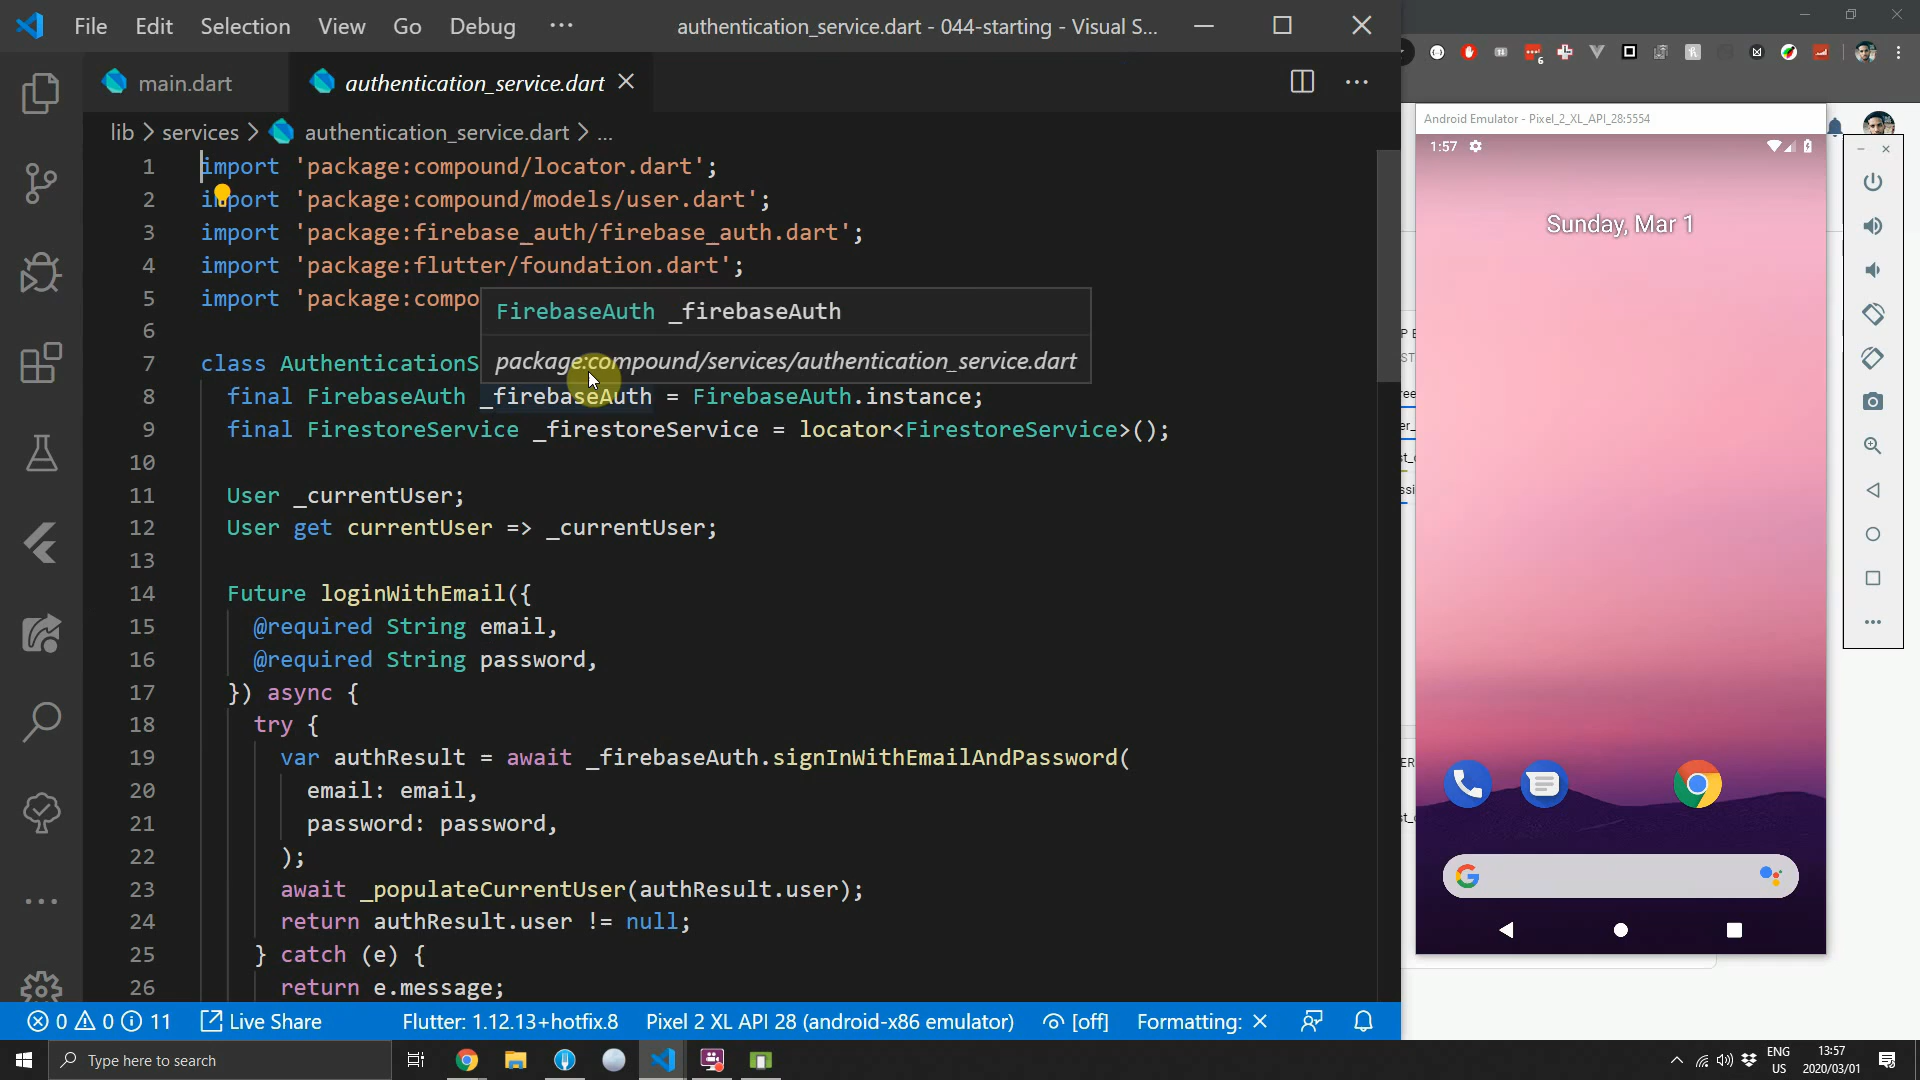 File Edit Selection View Go Debug ···
authentication_service.dart - 044-starting - Visual S...
main.dart
authentication_service.dart
lib > services > authentication_service.dart > ...
1 import 'package:compound/locator.dart';
2 import 'package:compound/models/user.dart';
3 import 'package:firebase_auth/firebase_auth.dart';
4 import 'package:flutter/foundation.dart';
5 import 'package:compo
FirebaseAuth _firebaseAuth
package:compound/services/authentication_service.dart
6
7 class AuthenticationS
8 final FirebaseAuth _firebaseAuth = FirebaseAuth.instance;
9 final FirestoreService _firestoreService = locator<FirestoreService>();
10
11 User _currentUser;
12 User get currentUser => _currentUser;
13
14 Future loginWithEmail({
15 @required String email,
16 @required String password,
17 }) async {
18 try {
19 var authResult = await _firebaseAuth.signInWithEmailAndPassword(
20 email: email,
21 password: password,
22 );
23 await _populateCurrentUser(authResult.user);
24 return authResult.user != null;
25 } catch (e) {
26 return e.message;
0 0 11 Live Share Flutter: 1.12.13+hotfix.8 Pixel 2 XL API 28 (android-x86 emulator) [off] Formatting: ×
Android Emulator - Pixel_2_XL_API_28:5554
1:57
Sunday, Mar 1
Type here to search
ENG
US
13:57
2020/03/01